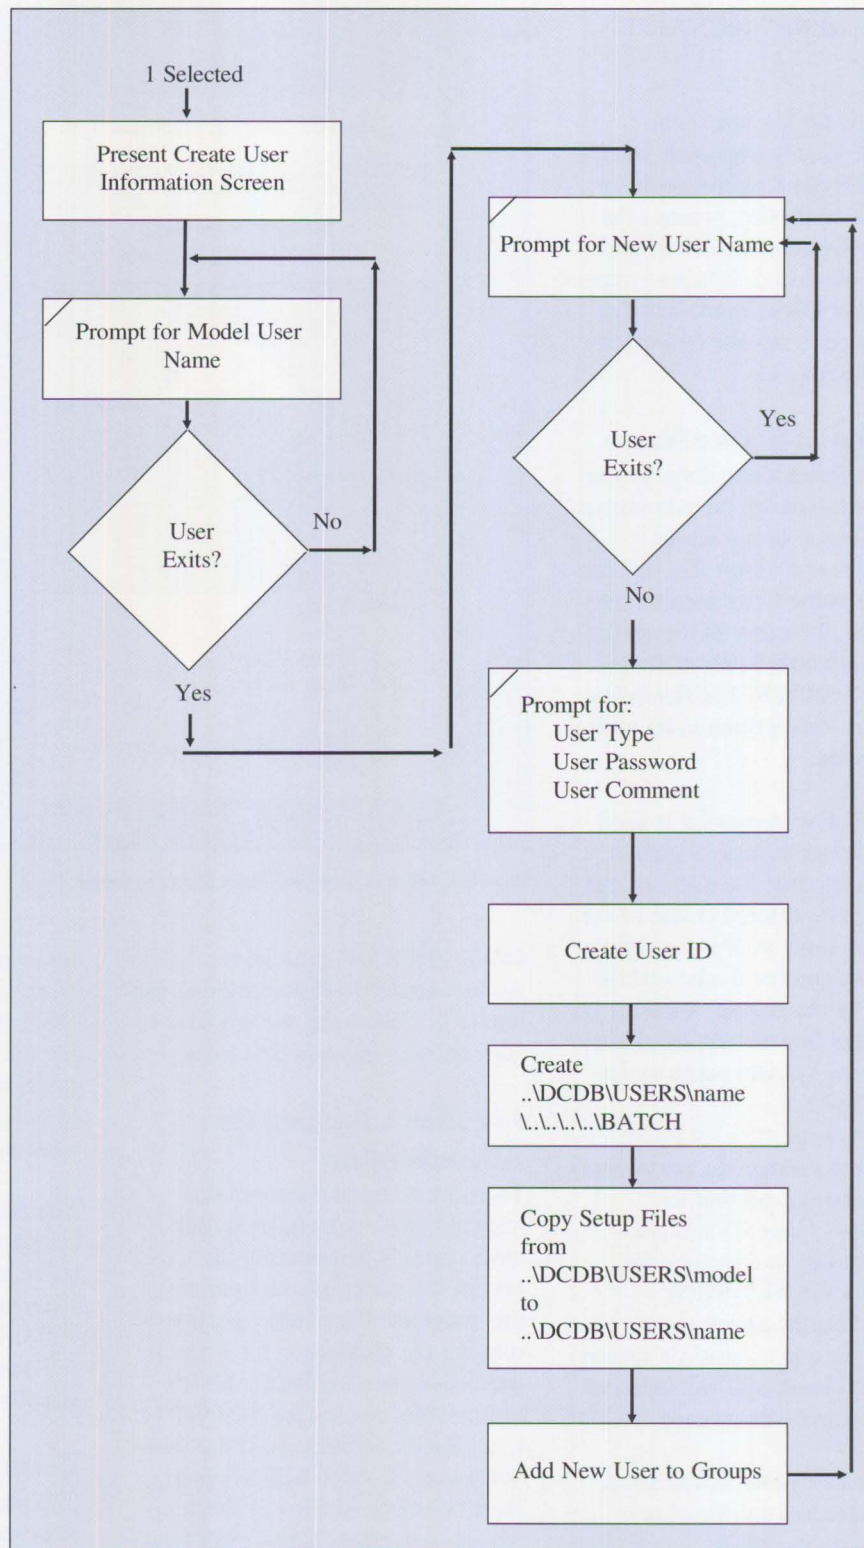 1 Selected
Present Create User
Information Screen
Prompt for Model User
Name
User
Exits?
No
Yes
Prompt for New User Name
User
Exits?
Yes
No
Prompt for:
User Type
User Password
User Comment
Create User ID
Create
..\DCDB\USERS\name
\..\..\..\..\BATCH
Copy Setup Files
from
..\DCDB\USERS\model
to
..\DCDB\USERS\name
Add New User to Groups